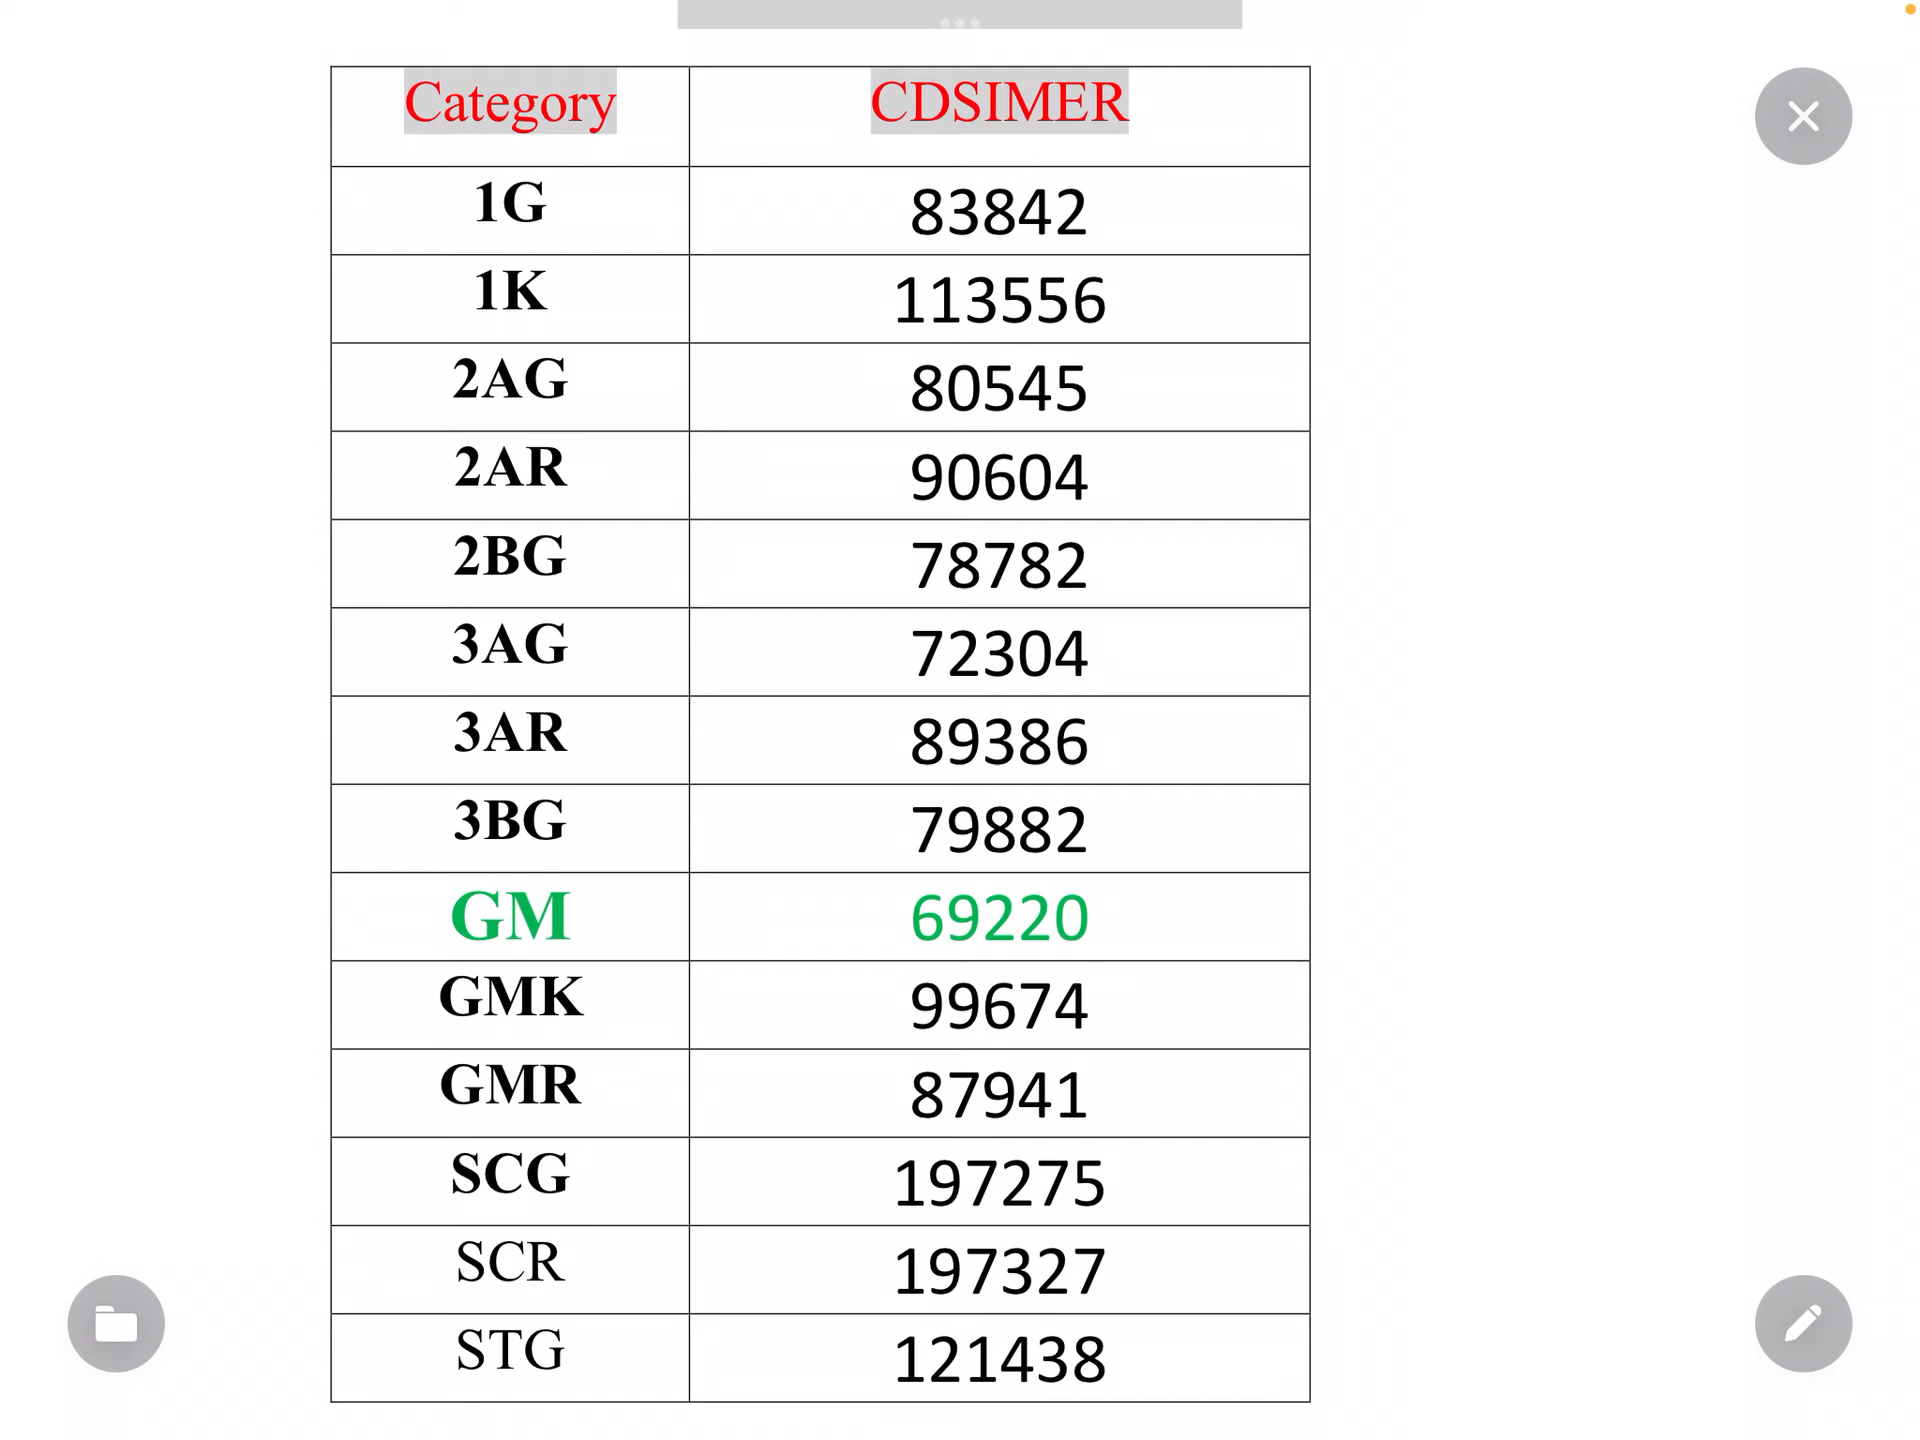 Category CDSIMER
1G 83842
1K 113556
2AG 80545
2AR 90604
2BG 78782
3AG 72304
3AR 89386
3BG 79882
GM 69220
GMK 99674
GMR 87941
SCG 197275
SCR 197327
STG 121438